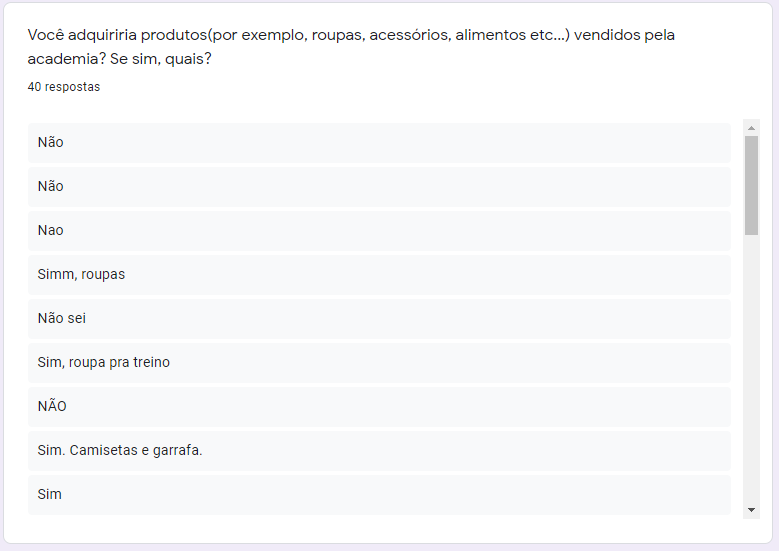 Você adquiriria produtos(por exemplo, roupas, acessórios, alimentos etc...) vendidos pela
academia? Se sim, quais?
40 respostas
Não
Não
Nao
Simm, roupas
Não sei
Sim, roupa pra treino
NÃO
Sim. Camisetas e garrafa.
Sim